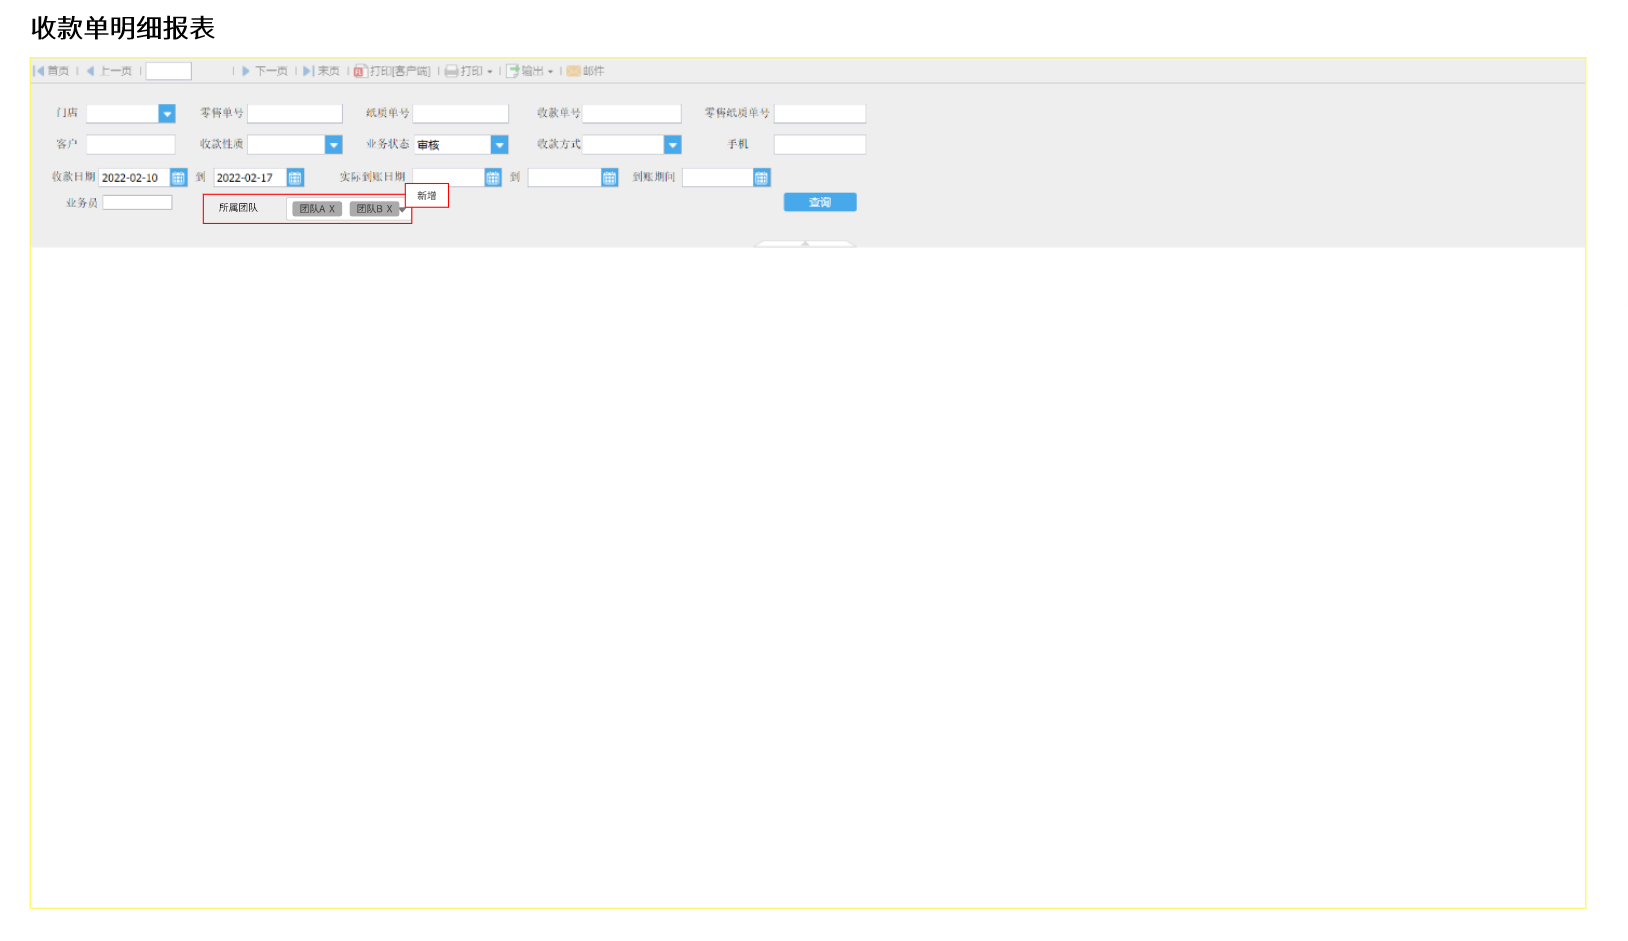 收款单明细报表
首页 上一页 下一页 末页 打印[客户端] 打印 输出 邮件
门店 零售单号 纸质单号 收款单号 零售纸质单号
客户 收款性质 业务状态 审核 收款方式 手机
收款日期 2022-02-10 到 2022-02-17 实际到账日期 到 到账期间
新增
业务员 所属团队 团队A X 团队B X 查询